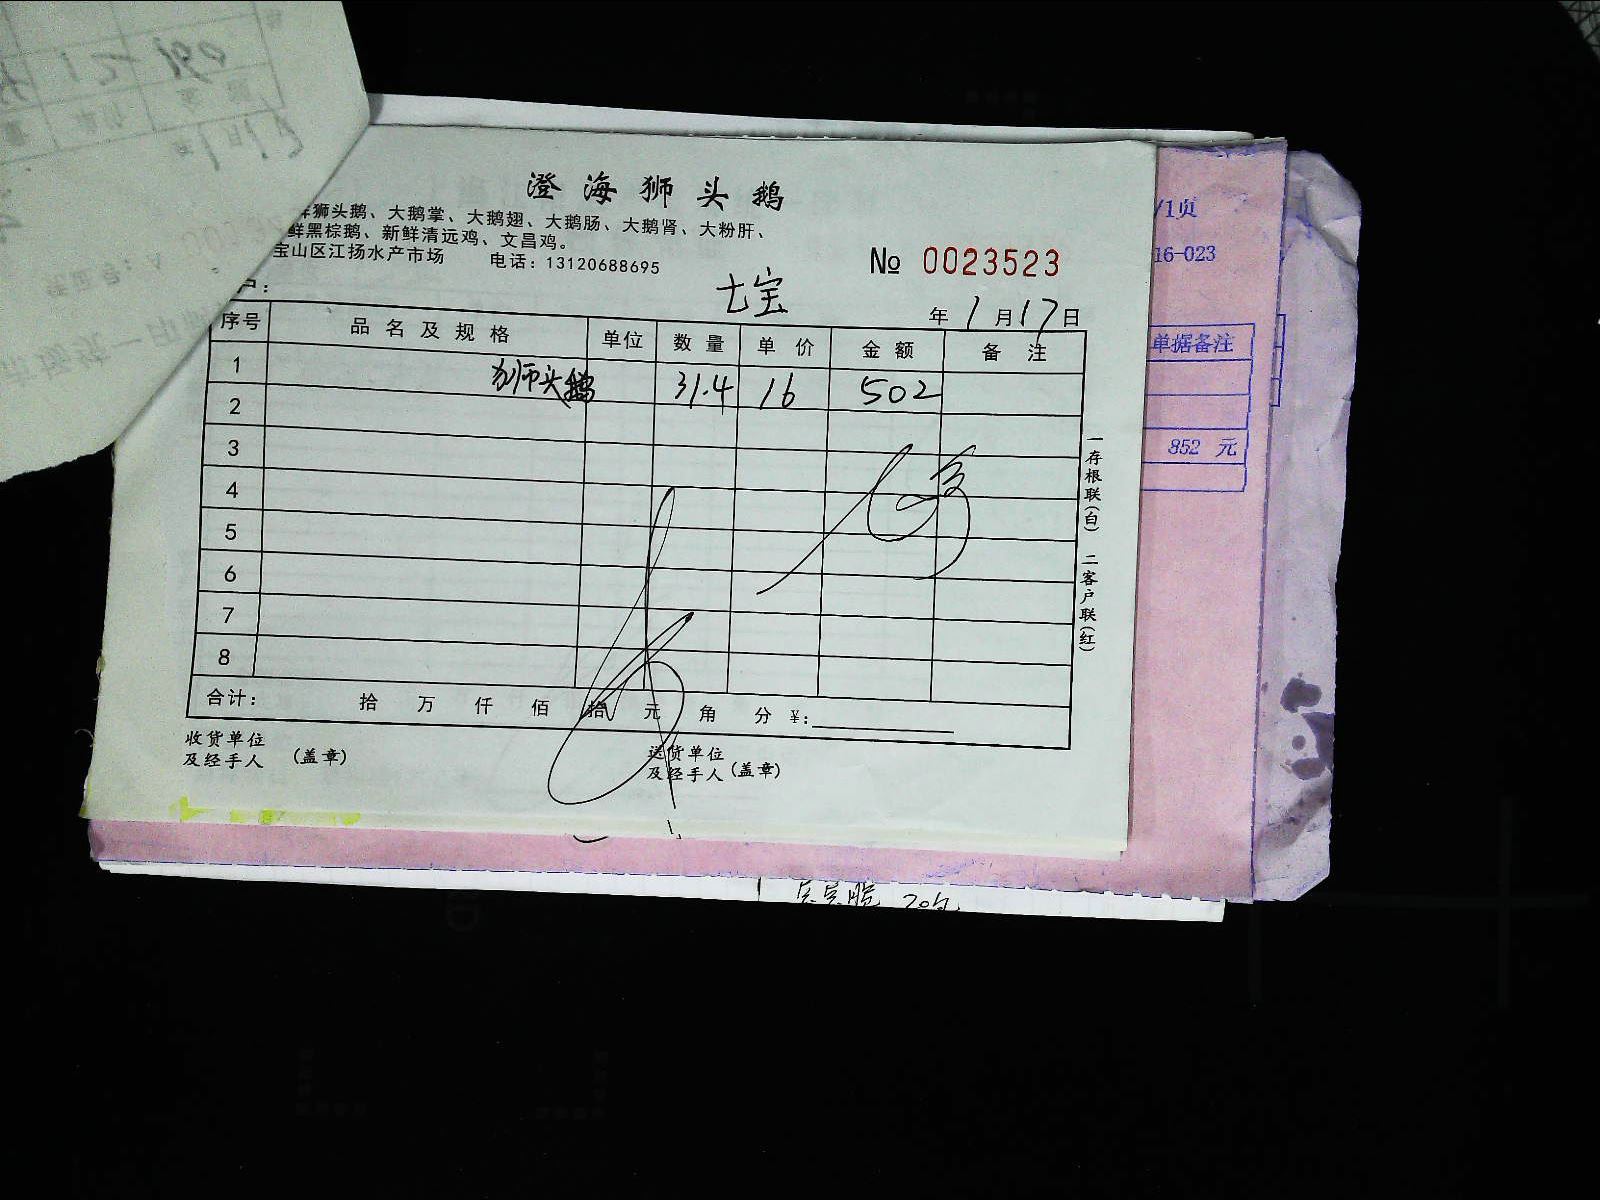 澄海狮头鹅
狮头鹅、大鹅掌、大鹅翅、大鹅肠、大鹅肾、大粉肝、
鲜黑棕鹅、新鲜清远鸡、文昌鸡。
宝山区江扬水产市场 电话：13120688695
№ 0023523
户：
七宝
年 1 月 17 日
序号 品名及规格 单位 数量 单价 金额 备注
1 狮头鹅 31.4 16 502
2
3
4
5
6
7
8
合计： 拾 万 仟 佰 拾 元 角 分 ¥：
收货单位
及经手人 (盖章)
送货单位
及经手人 (盖章)
一存根联(白) 二客户联(红)
/1页
16-023
单据备注
852 元